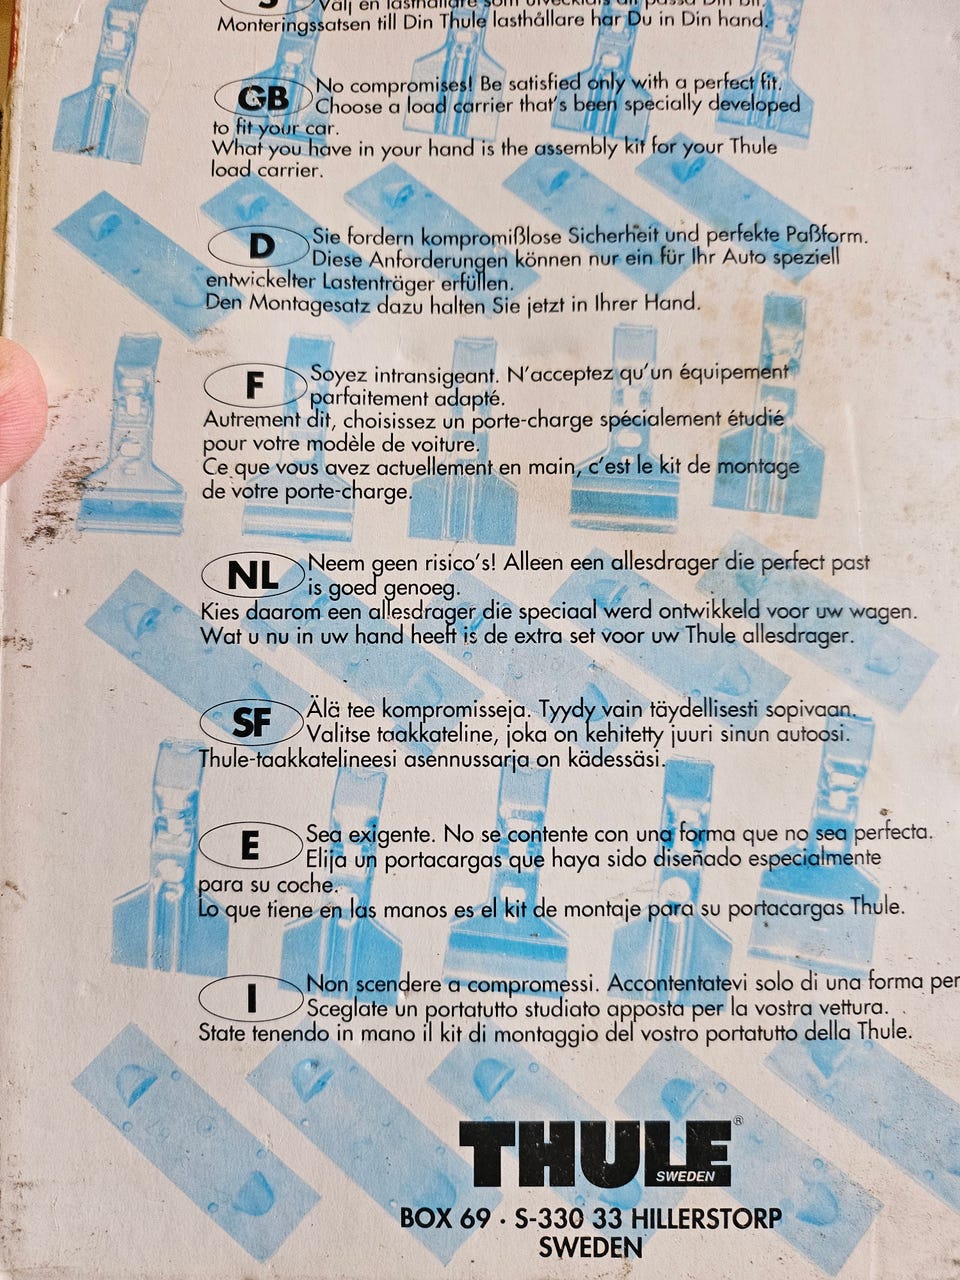 S Välj en lasthållare som utvecklats att passa Din bil.
Monteringssatsen till Din Thule lasthållare har Du i Din hand.
GB No compromises! Be satisfied only with a perfect fit.
Choose a load carrier that's been specially developed
to fit your car.
What you have in your hand is the assembly kit for your Thule
load carrier.
D Sie fordern kompromißlose Sicherheit und perfekte Paßform.
Diese Anforderungen können nur ein für Ihr Auto speziell
entwickelter Lastenträger erfüllen.
Den Montagesatz dazu halten Sie jetzt in Ihrer Hand.
F Soyez intransigeant. N'acceptez qu'un équipement
parfaitement adapté.
Autrement dit, choisissez un porte-charge spécialement étudié
pour votre modèle de voiture.
Ce que vous avez actuellement en main, c'est le kit de montage
de votre porte-charge.
NL Neem geen risico's! Alleen een allesdrager die perfect past
is goed genoeg.
Kies daarom een allesdrager die speciaal werd ontwikkeld voor uw wagen.
Wat u nu in uw hand heeft is de extra set voor uw Thule allesdrager.
SF Älä tee kompromisseja. Tyydy vain täydellisesti sopivaan.
Valitse taakkateline, joka on kehitetty juuri sinun autoosi.
Thule-taakkatelineesi asennussarja on kädessäsi.
E Sea exigente. No se contente con una forma que no sea perfecta.
Elija un portacargas que haya sido diseñado especialmente
para su coche.
Lo que tiene en las manos es el kit de montaje para su portacargas Thule.
I Non scendere a compromessi. Accontentatevi solo di una forma per
Sceglate un portatutto studiato apposta per la vostra vettura.
State tenendo in mano il kit di montaggio del vostro portatutto della Thule.
THULE®
SWEDEN
BOX 69 · S-330 33 HILLERSTORP
SWEDEN